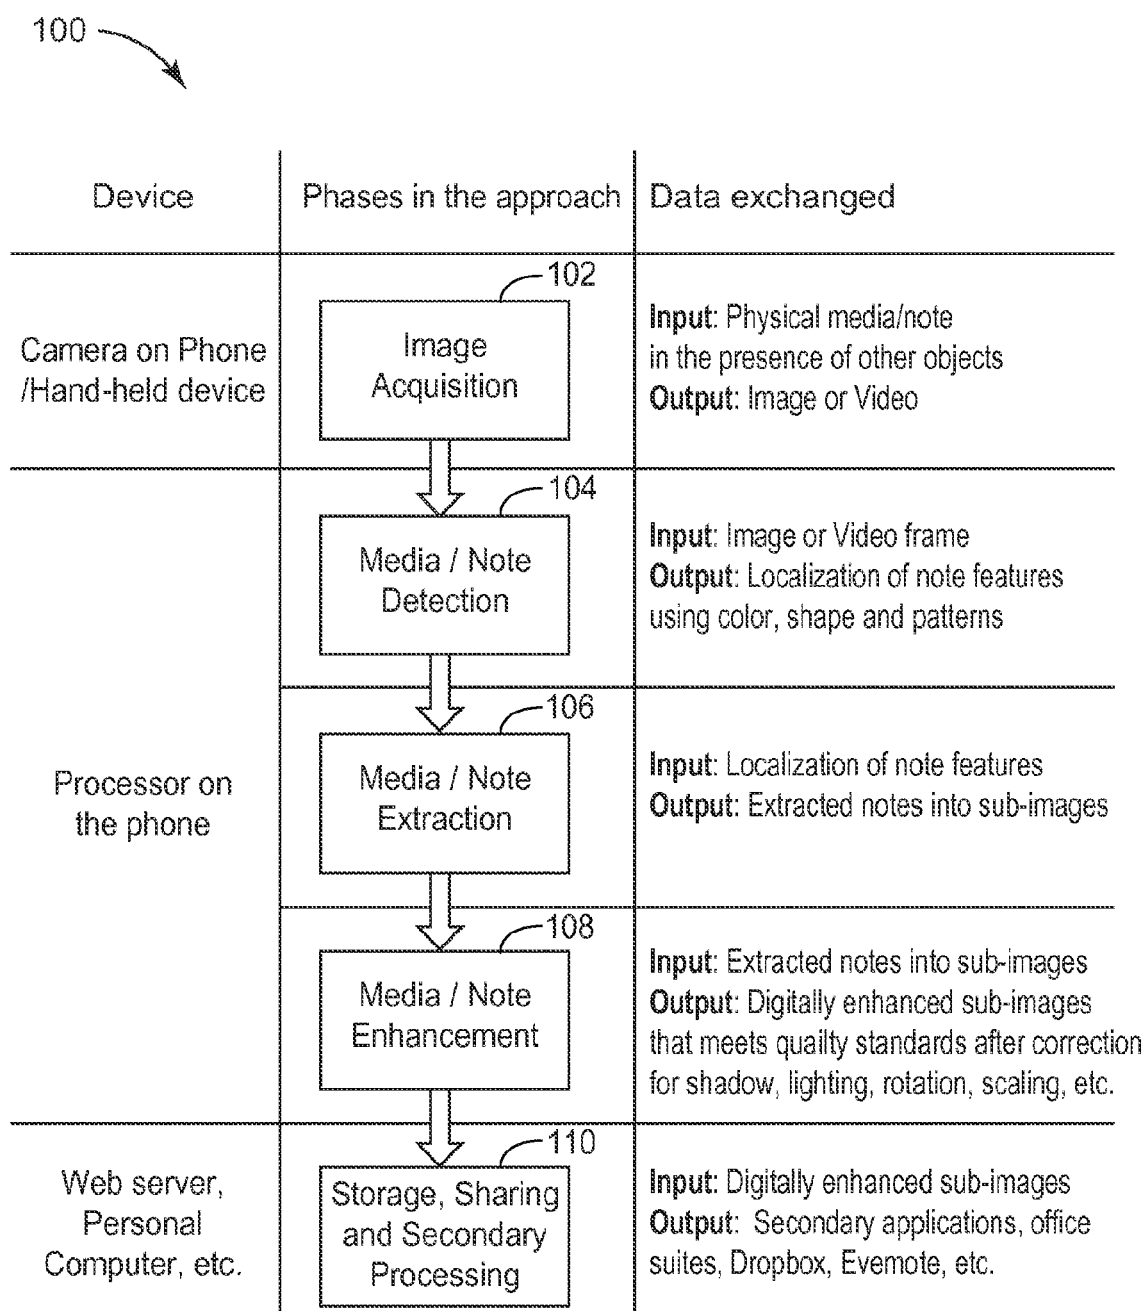 100
Device
Phases in the approach
Data exchanged
Camera on Phone
/Hand-held device
102
Image
Acquisition
Input: Physical media/note
in the presence of other objects
Output: Image or Video
Processor on
the phone
104
Media / Note
Detection
Input: Image or Video frame
Output: Localization of note features
using color, shape and patterns
106
Media / Note
Extraction
Input: Localization of note features
Output: Extracted notes into sub-images
108
Media / Note
Enhancement
Input: Extracted notes into sub-images
Output: Digitally enhanced sub-images
that meets quailty standards after correction
for shadow, lighting, rotation, scaling, etc.
Web server,
Personal
Computer, etc.
110
Storage, Sharing
and Secondary
Processing
Input: Digitally enhanced sub-images
Output: Secondary applications, office
suites, Dropbox, Evemote, etc.